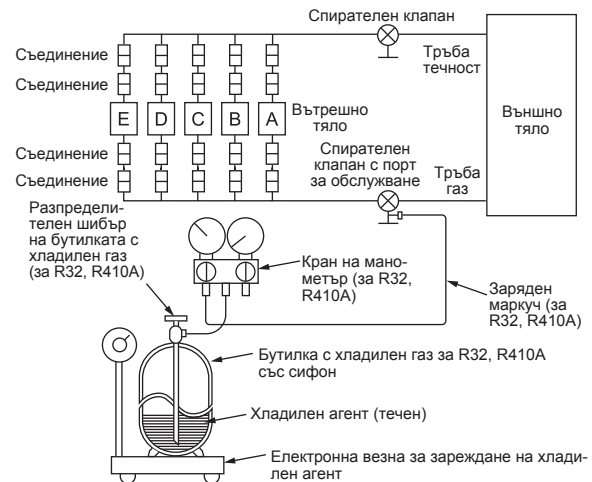 Спирателен клапан
Съединение
Тръба
течност
Съединение
E
D
C
B
A
Вътрешно
тяло
Външно
тяло
Съединение
Спирателен
клапан с порт
за обслужване
Тръба
газ
Съединение
Разпредели-
телен шибър
на бутилката с
хладилен газ
(за R32, R410A)
Кран на мано-
метър (за R32,
R410A)
Заряден
маркуч (за
R32, R410A)
Бутилка с хладилен газ за R32, R410A
със сифон
Хладилен агент (течен)
Електронна везна за зареждане на хлади-
лен агент